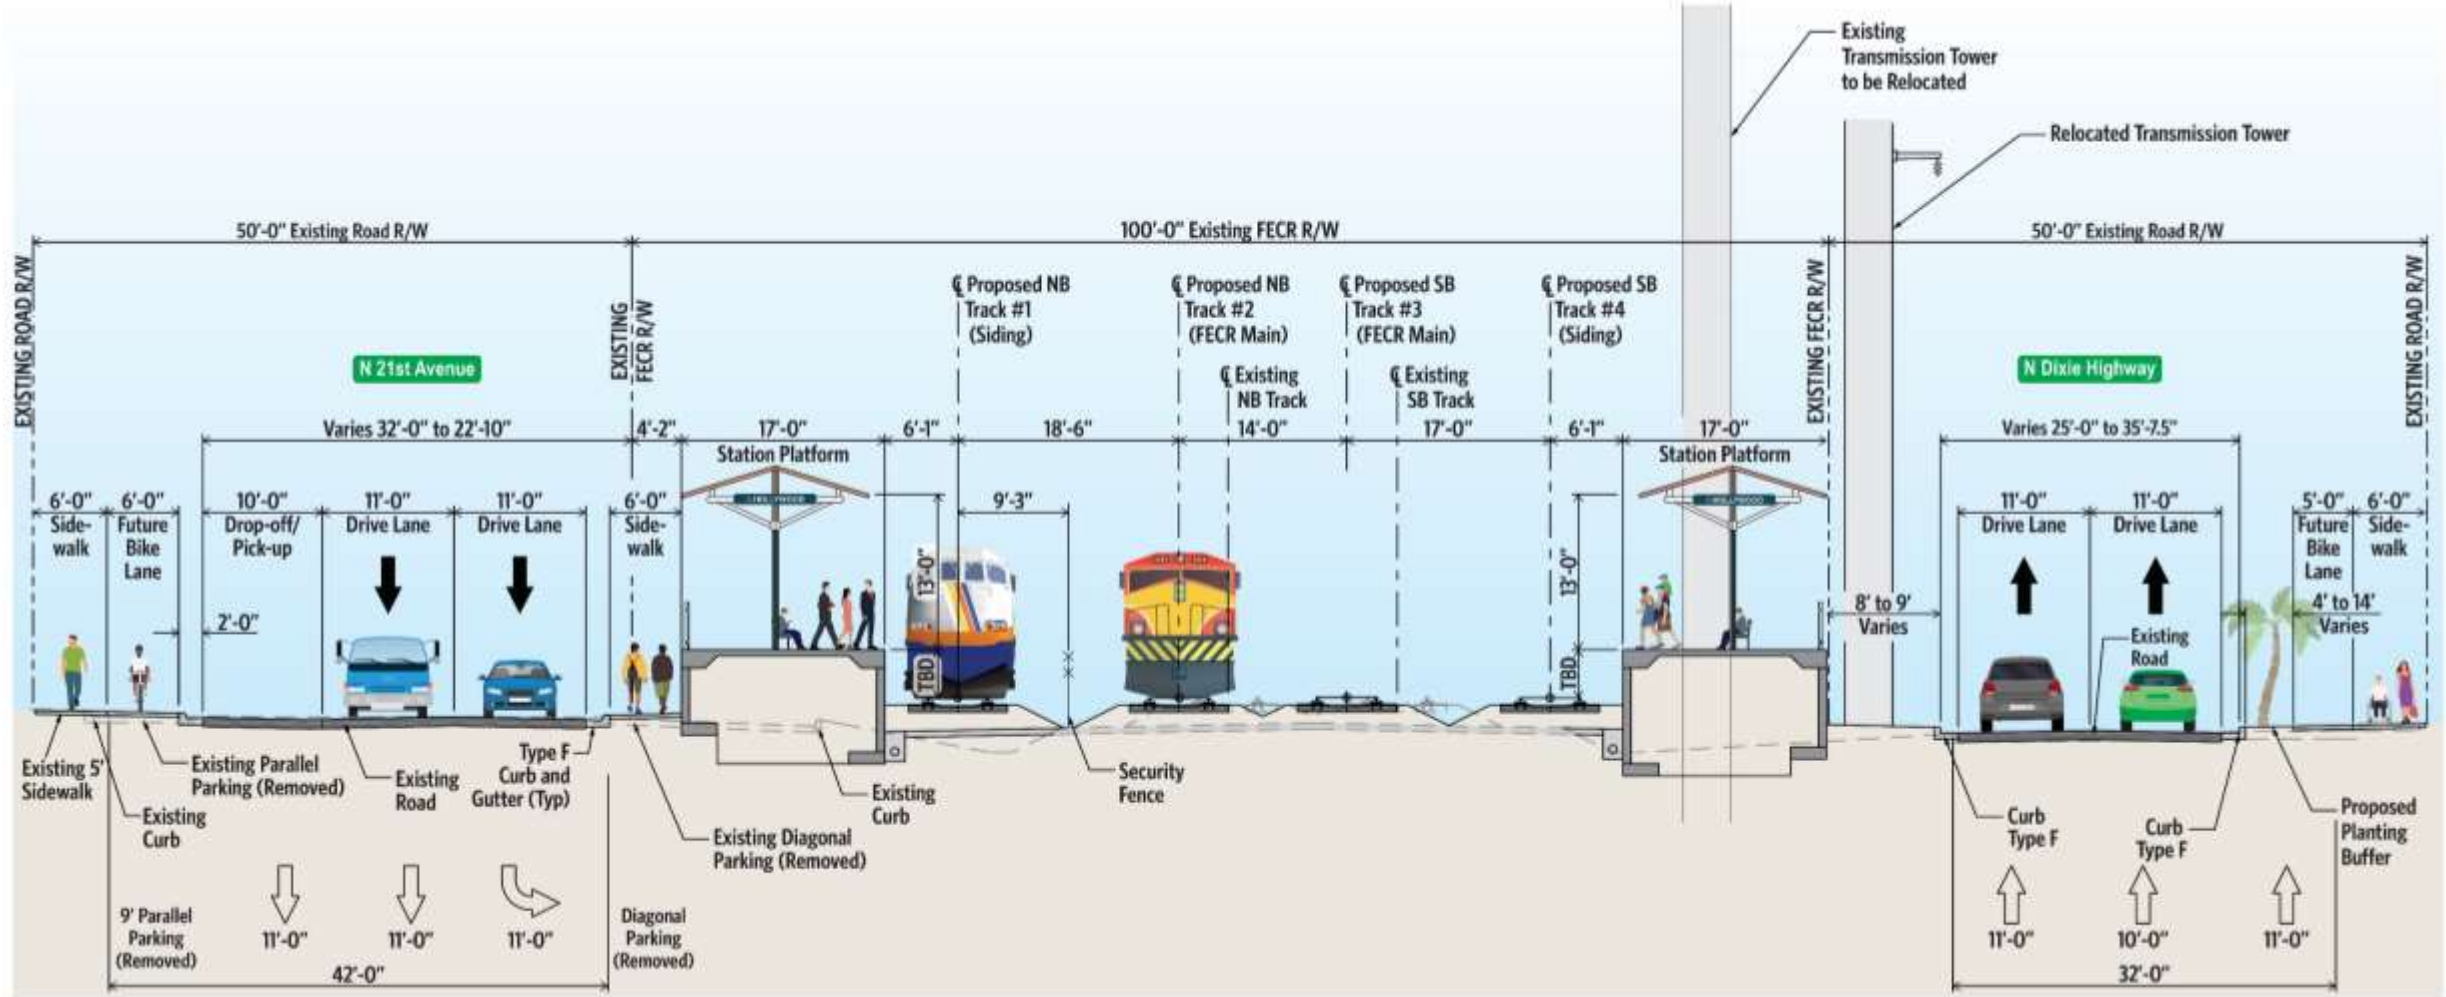 Existing
Transmission Tower
to be Relocated
Relocated Transmission Tower
50'-0" Existing Road R/W
100'-0" Existing FECR R/W
50'-0" Existing Road R/W
EXISTING ROAD R/W
EXISTING
FECR R/W
EXISTING FECR R/W
EXISTING ROAD R/W
℄ Proposed NB
Track #1
(Siding)
℄ Proposed NB
Track #2
(FECR Main)
℄ Proposed SB
Track #3
(FECR Main)
℄ Proposed SB
Track #4
(Siding)
℄ Existing
NB Track
℄ Existing
SB Track
N 21st Avenue
N Dixie Highway
Varies 32'-0" to 22'-10"
4'-2"
17'-0"
6'-1"
18'-6"
14'-0"
17'-0"
6'-1"
17'-0"
Varies 25'-0" to 35'-7.5"
Station Platform
Station Platform
6'-0"
Side-
walk
6'-0"
Future
Bike
Lane
10'-0"
Drop-off/
Pick-up
11'-0"
Drive Lane
11'-0"
Drive Lane
6'-0"
Side-
walk
HOLLYWOOD
9'-3"
HOLLYWOOD
11'-0"
Drive Lane
11'-0"
Drive Lane
5'-0"
Future
Bike
Lane
6'-0"
Side-
walk
2'-0"
13'-0"
TBD
13'-0"
TBD
8' to 9'
Varies
4' to 14'
Varies
Existing
Road
Existing 5'
Sidewalk
Existing
Curb
Existing Parallel
Parking (Removed)
Existing
Road
Type F
Curb and
Gutter (Typ)
Existing Diagonal
Parking (Removed)
Existing
Curb
Security
Fence
Curb
Type F
Curb
Type F
Proposed
Planting
Buffer
9' Parallel
Parking
(Removed)
11'-0"
11'-0"
11'-0"
Diagonal
Parking
(Removed)
42'-0"
11'-0"
10'-0"
11'-0"
32'-0"